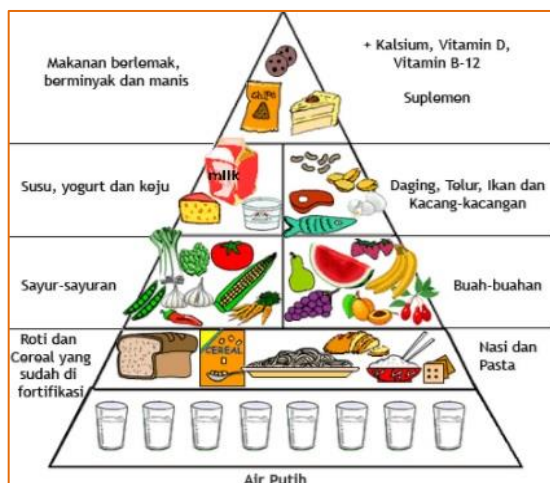 Makanan berlemak,
berminyak dan manis
+ Kalsium, Vitamin D,
Vitamin B-12
Suplemen
chips
Susu, yogurt dan keju
milk
Daging, Telur, Ikan dan
Kacang-kacangan
Sayur-sayuran
Buah-buahan
Roti dan
Cereal yang
sudah di
fortifikasi
CEREAL
Nasi dan
Pasta
Air Putih